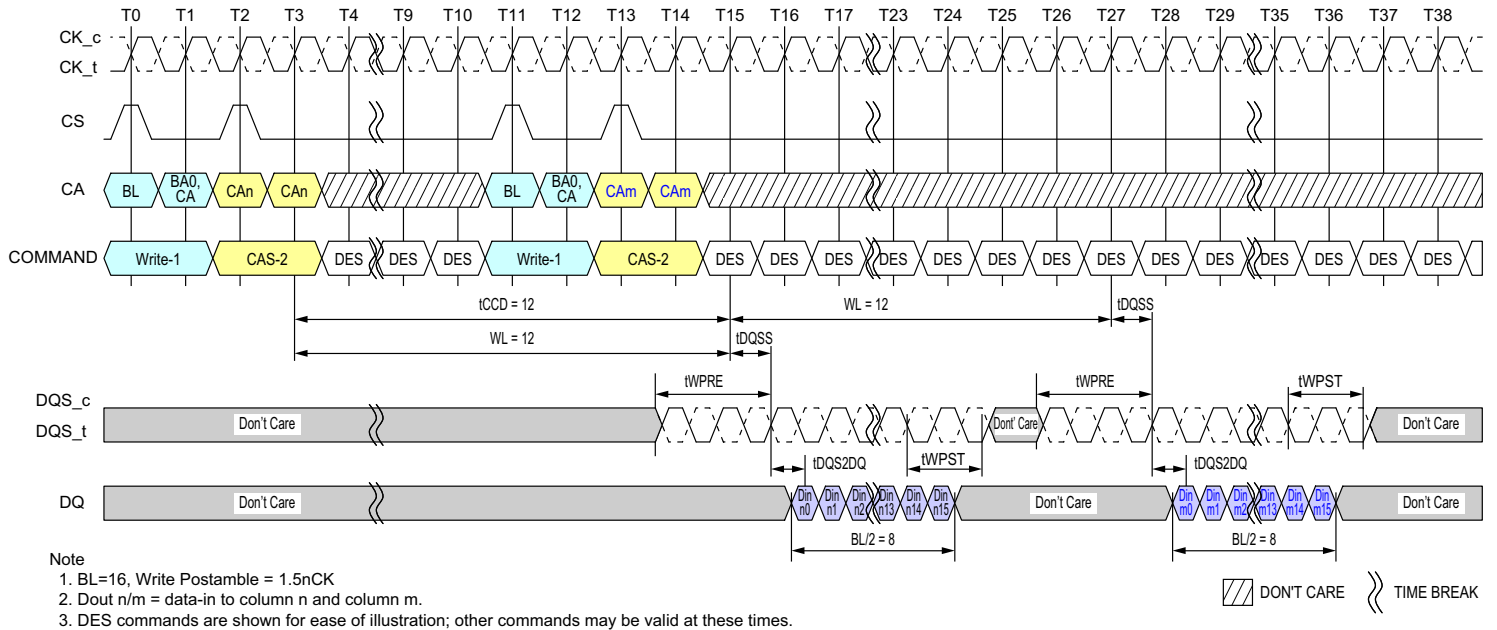 T0 T1 T2 T3 T4 T9 T10 T11 T12 T13 T14 T15 T16 T17 T23 T24 T25 T26 T27 T28 T29 T35 T36 T37 T38
CK_c
CK_t
CS
CA BL BA0, CA CAn CAn BL BA0, CA CAm CAm
COMMAND Write-1 CAS-2 DES DES DES Write-1 CAS-2 DES DES DES DES DES DES DES DES DES DES DES DES DES DES
tCCD = 12 WL = 12 tDQSS
WL = 12 tDQSS
tWPRE tWPRE tWPST
DQS_c
DQS_t Don't Care Dont' Care Don't Care
tDQS2DQ tWPST tDQS2DQ
DQ Don't Care Din n0 Din n1 Din n2 Din n13 Din n14 Din n15 Don't Care Din m0 Din m1 Din m2 Din m13 Din m14 Din m15 Don't Care
BL/2 = 8 BL/2 = 8
Note
1. BL=16, Write Postamble = 1.5nCK
2. Dout n/m = data-in to column n and column m.
3. DES commands are shown for ease of illustration; other commands may be valid at these times.
DON'T CARE TIME BREAK